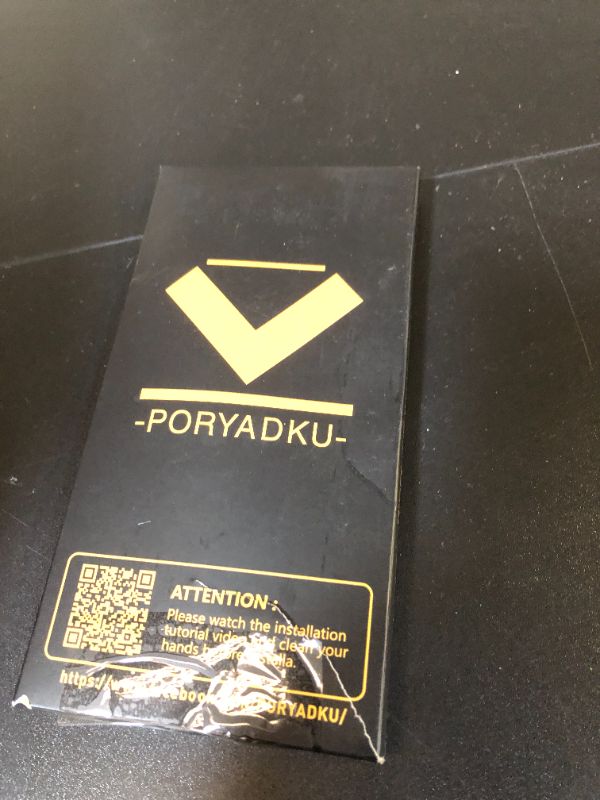 -PORYADKU-
ATTENTION :
Please watch the installation
tutorial video and clean your
hands
https://
PORYADKU/